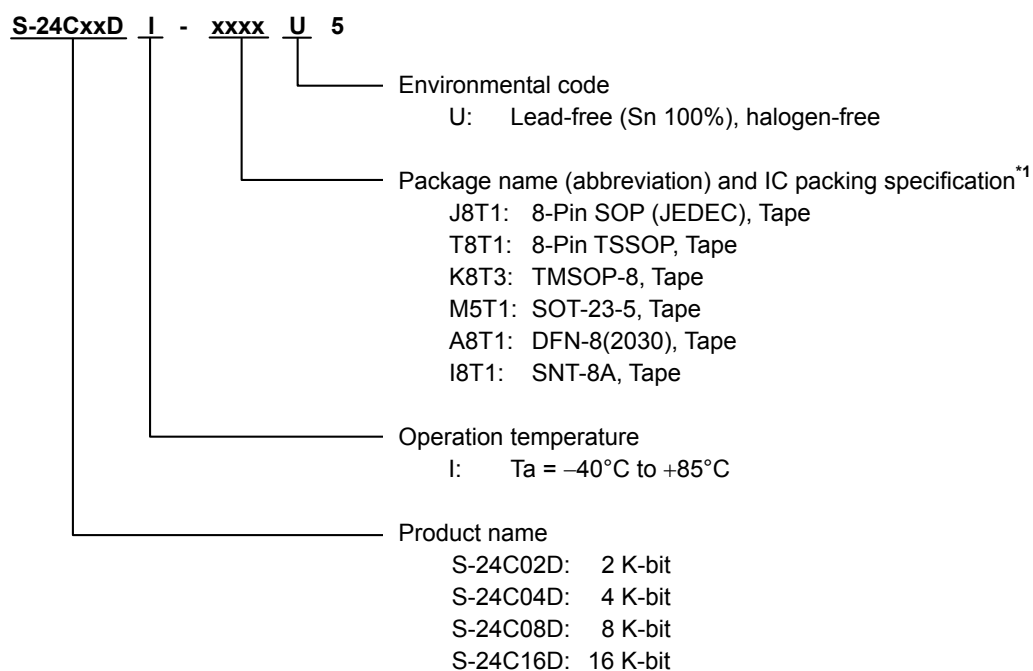 S-24CxxD I - xxxx U 5
Environmental code
U: Lead-free (Sn 100%), halogen-free
Package name (abbreviation) and IC packing specification*1
J8T1: 8-Pin SOP (JEDEC), Tape
T8T1: 8-Pin TSSOP, Tape
K8T3: TMSOP-8, Tape
M5T1: SOT-23-5, Tape
A8T1: DFN-8(2030), Tape
I8T1: SNT-8A, Tape
Operation temperature
I: Ta = −40°C to +85°C
Product name
S-24C02D: 2 K-bit
S-24C04D: 4 K-bit
S-24C08D: 8 K-bit
S-24C16D: 16 K-bit